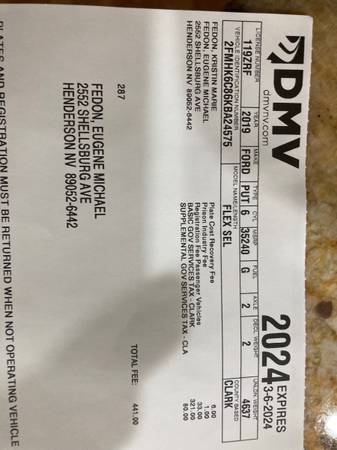 DMV
dmvnv.com
2024 EXPIRES
3-6-2024
LICENSE NUMBER YEAR MAKE TYPE CYL MSRP FUEL AXLE DECL WEIGHT UNLDN. WEIGHT
119ZRF 2019 FORD PUT 6 35240 G 2 2 4637
VEHICLE IDENTIFICATION NUMBER MODEL NAME/LENGTH COUNTY BASED
2FMHK6C86KBA24575 FLEX SEL CLARK
FEDON, KRISTIN MARIE
FEDON, EUGENE MICHAEL
2552 SHELLSBURG AVE
HENDERSON NV 89052-6442
Plate Cost Recovery Fee 6.00
Prison Industry Fee 1.00
Registration Fee Passenger Vehicles 33.00
BASIC GOV SERVICES TAX - CLARK 321.00
SUPPLEMENTAL GOV SERVICES TAX - CLA 80.00
TOTAL FEE: 441.00
287
FEDON, EUGENE MICHAEL
2552 SHELLSBURG AVE
HENDERSON NV 89052-6442
PLATES AND REGISTRATION MUST BE RETURNED WHEN NOT OPERATING VEHICLE